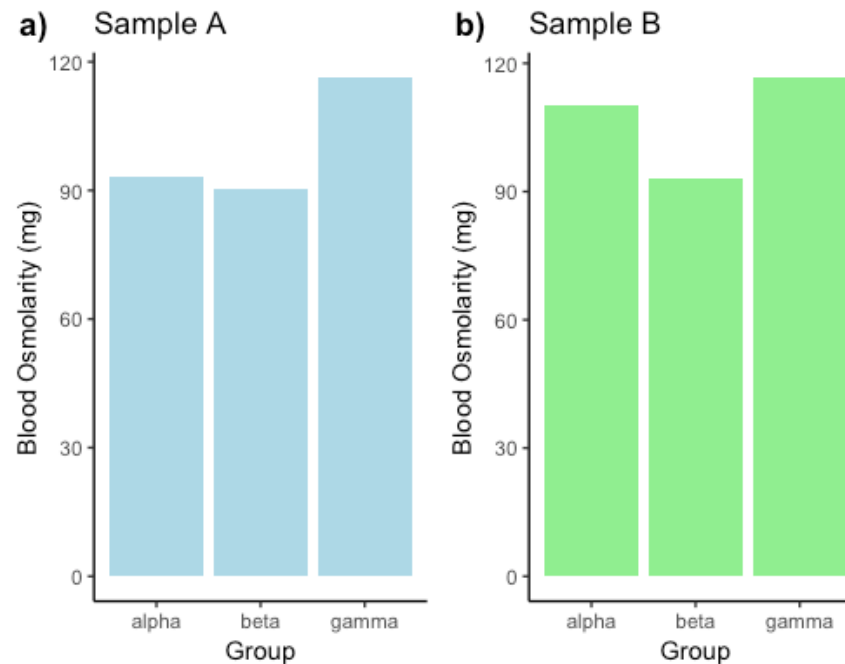 a) Sample A
120
90
60
30
0
Blood Osmolarity (mg)
alpha beta gamma
Group
b) Sample B
120
90
60
30
0
Blood Osmolarity (mg)
alpha beta gamma
Group